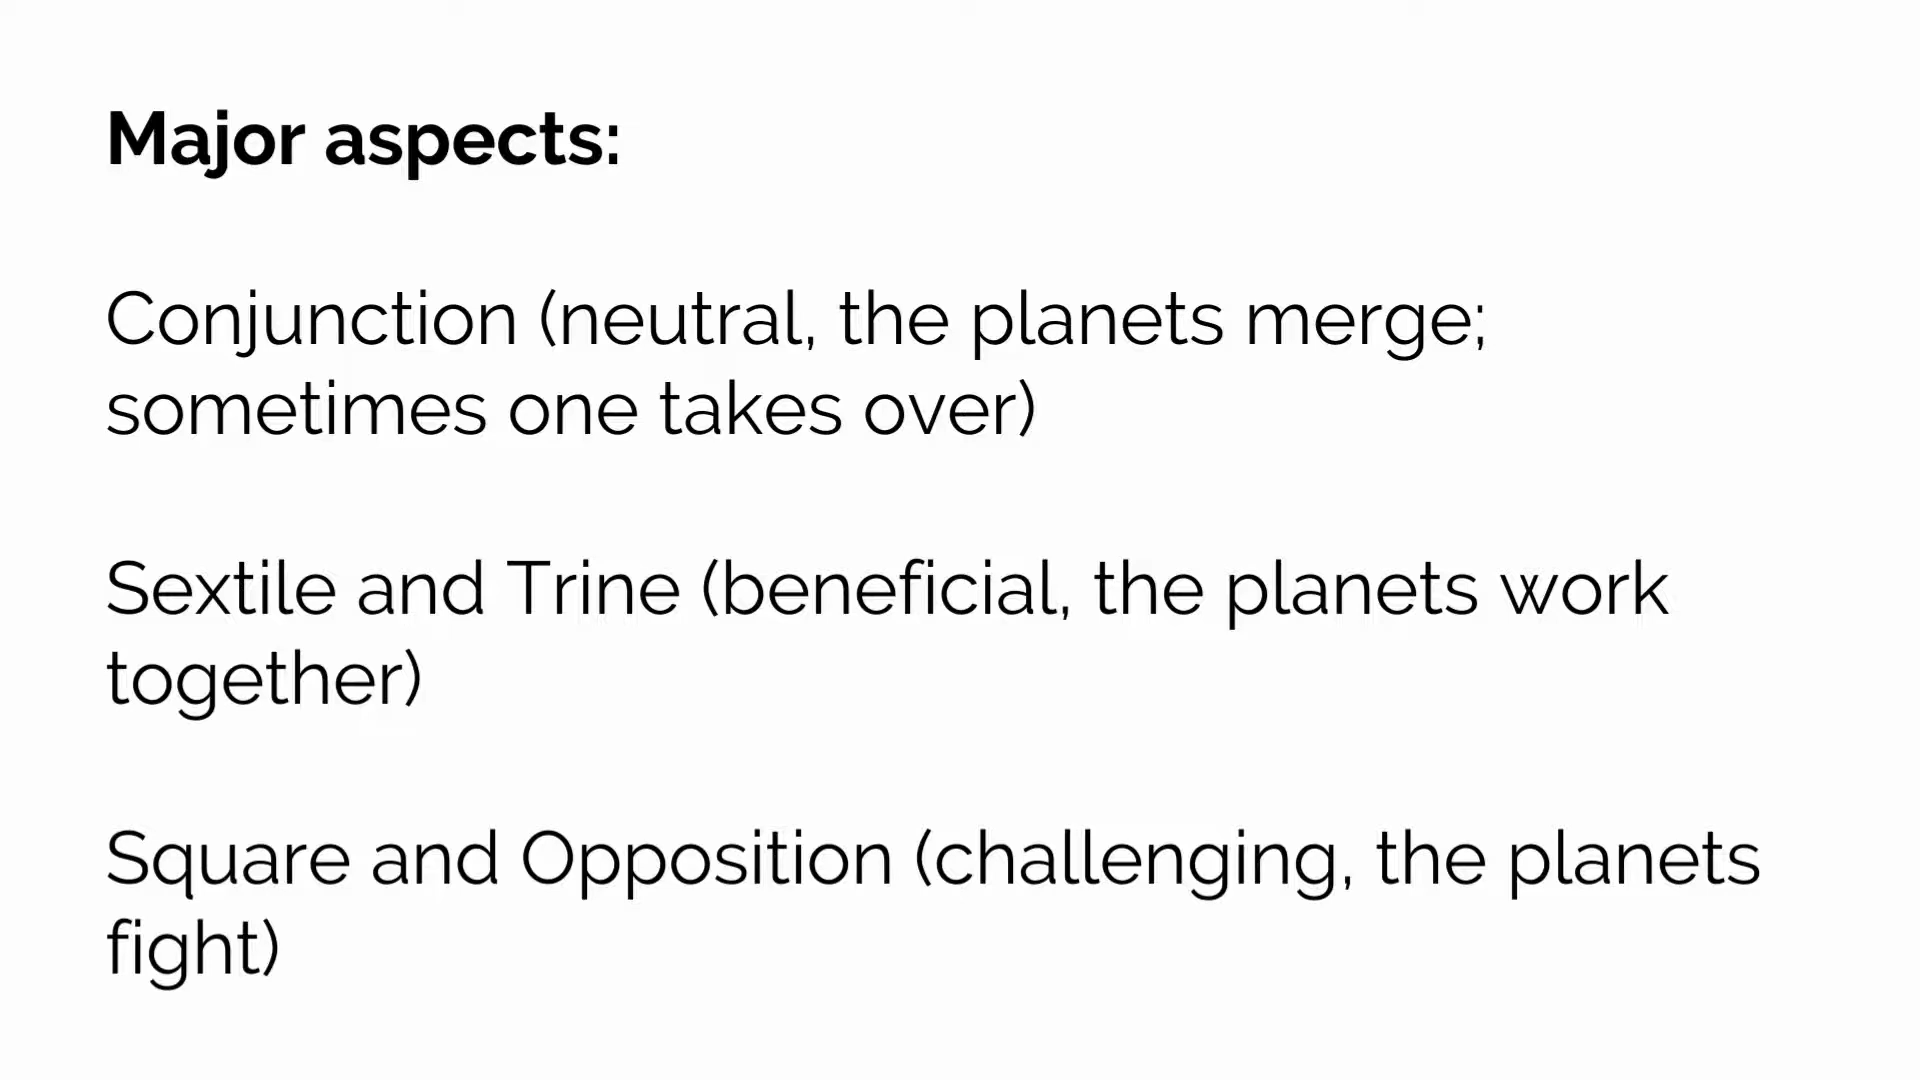 Major aspects:
Conjunction (neutral, the planets merge;
sometimes one takes over)
Sextile and Trine (beneficial, the planets work
together)
Square and Opposition (challenging, the planets
fight)